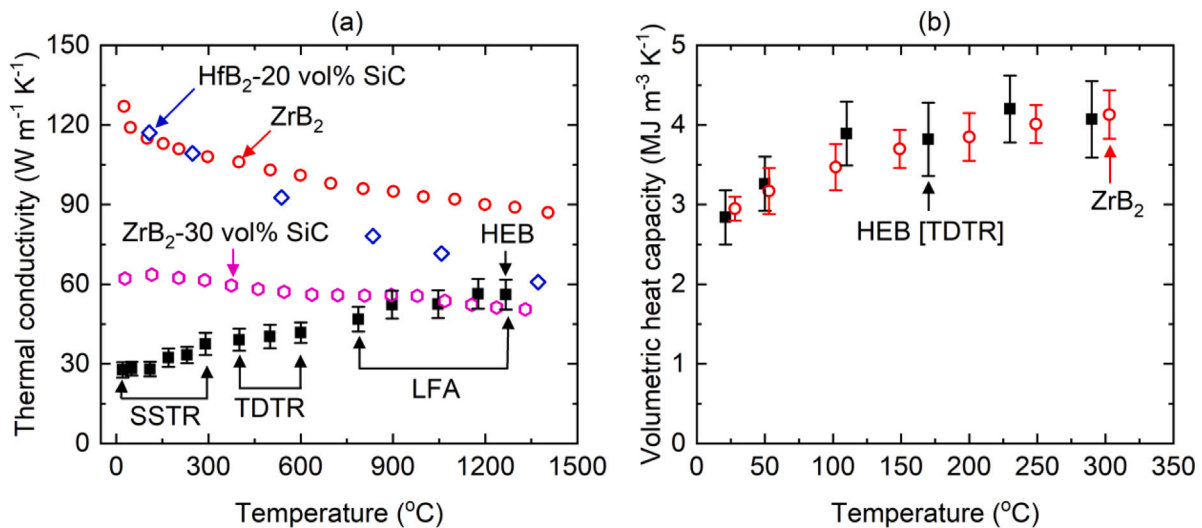 (a)
Thermal conductivity (W m⁻¹ K⁻¹)
150
120
90
60
30
0
HfB₂-20 vol% SiC
ZrB₂
ZrB₂-30 vol% SiC
HEB
SSTR
TDTR
LFA
0 300 600 900 1200 1500
Temperature (°C)
(b)
Volumetric heat capacity (MJ m⁻³ K⁻¹)
5
4
3
2
1
0
ZrB₂
HEB [TDTR]
0 50 100 150 200 250 300 350
Temperature (°C)